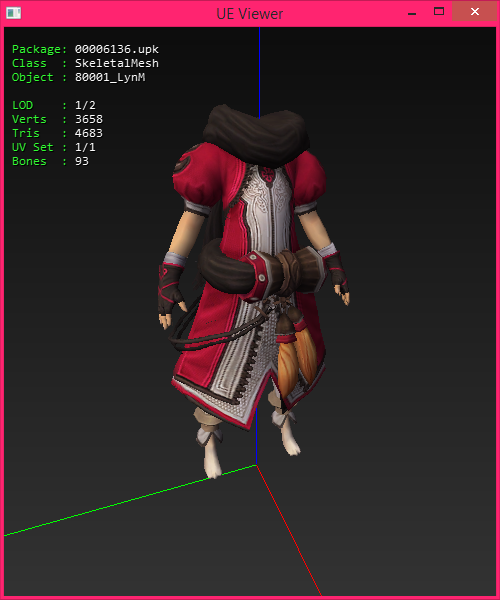 UE Viewer
Package: 00006136.upk
Class : SkeletalMesh
Object : 80001_LynM
LOD : 1/2
Verts : 3658
Tris : 4683
UV Set : 1/1
Bones : 93